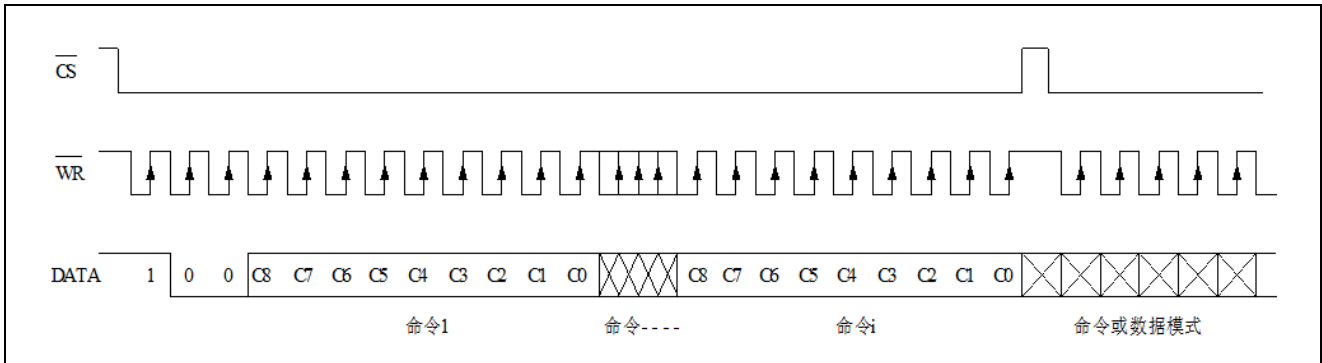 CS
WR
DATA 1 0 0 C8 C7 C6 C5 C4 C3 C2 C1 C0 C8 C7 C6 C5 C4 C3 C2 C1 C0
命令1 命令---- 命令i 命令或数据模式